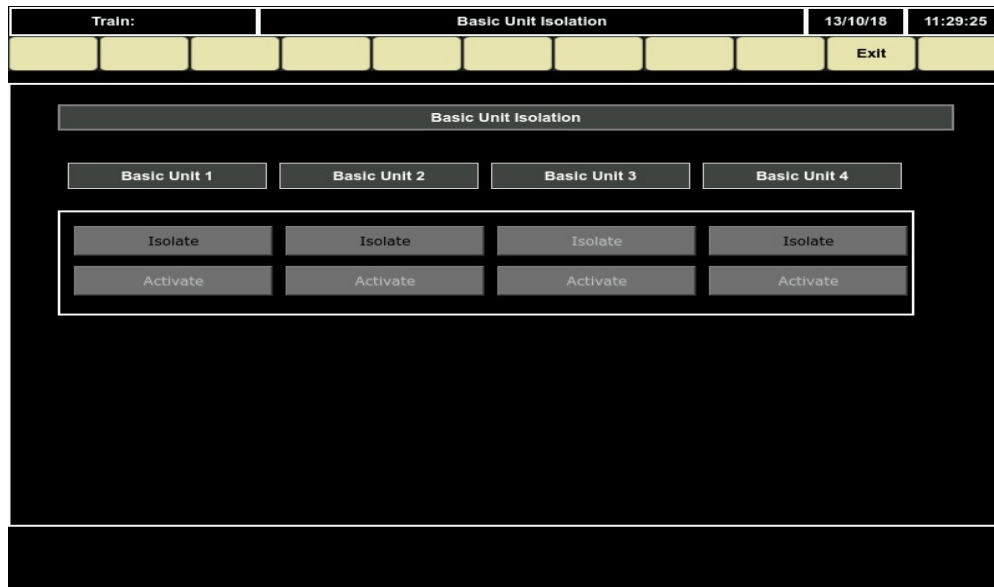 Train: Basic Unit Isolation 13/10/18 11:29:25
Exit
Basic Unit Isolation
Basic Unit 1 Basic Unit 2 Basic Unit 3 Basic Unit 4
Isolate Isolate Isolate Isolate
Activate Activate Activate Activate